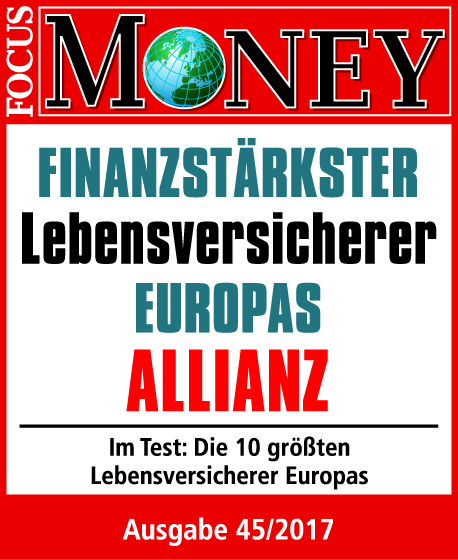 FOCUS
MONEY
FINANZSTÄRKSTER
Lebensversicherer
EUROPAS
ALLIANZ
Im Test: Die 10 größten
Lebensversicherer Europas
Ausgabe 45/2017